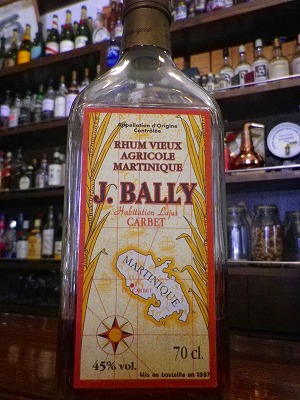 Appellation d'Origine
Contrôlée
RHUM VIEUX
AGRICOLE
MARTINIQUE
J. BALLY
Habitation Lajus
CARBET
MARTINIQUE
CARBET
45% vol.
70 cl.
Mis en bouteille en 1997